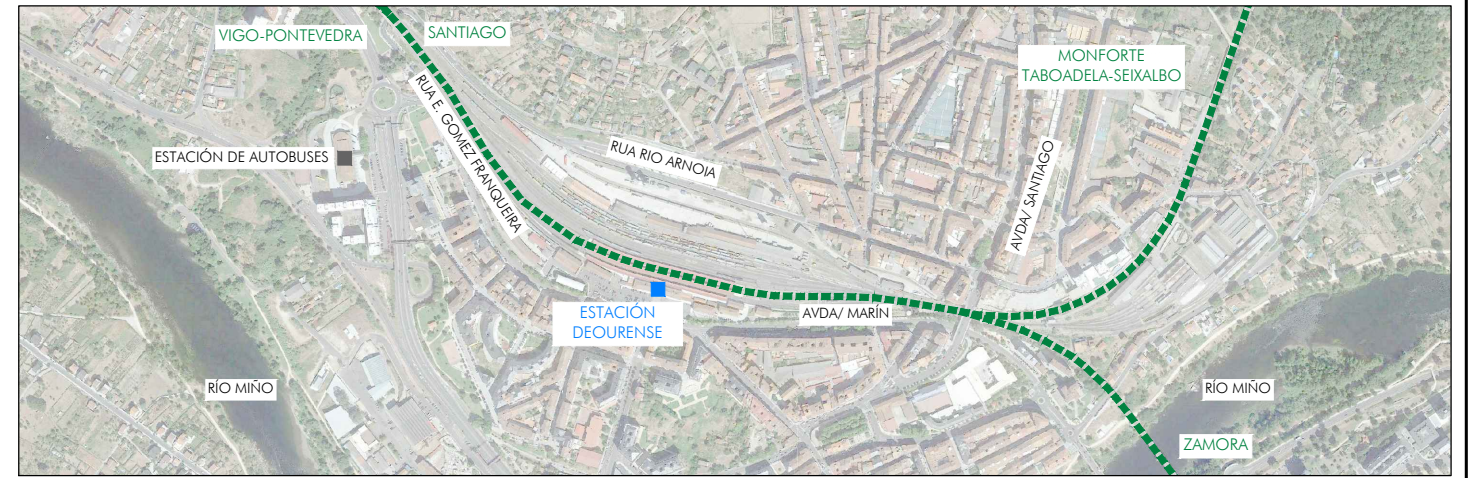 VIGO-PONTEVEDRA
SANTIAGO
MONFORTE
TABOADELA-SEIXALBO
RUA E. GOMEZ FRANQUEIRA
ESTACIÓN DE AUTOBUSES
RUA RIO ARNOIA
AVDA/ SANTIAGO
ESTACIÓN
DEOURENSE
AVDA/ MARÍN
RÍO MIÑO
RÍO MIÑO
ZAMORA